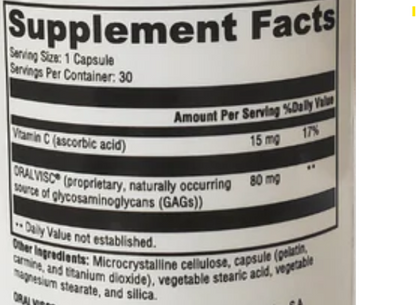 Supplement Facts
Serving Size: 1 Capsule
Servings Per Container: 30
Amount Per Serving %Daily Value
Vitamin C (ascorbic acid) 15 mg 17%
ORALVISC® (proprietary, naturally occurring 80 mg **
source of glycosaminoglycans (GAGs))
** Daily Value not established.
Other Ingredients: Microcrystalline cellulose, capsule (gelatin,
carmine, and titanium dioxide), vegetable stearic acid, vegetable
magnesium stearate, and silica.